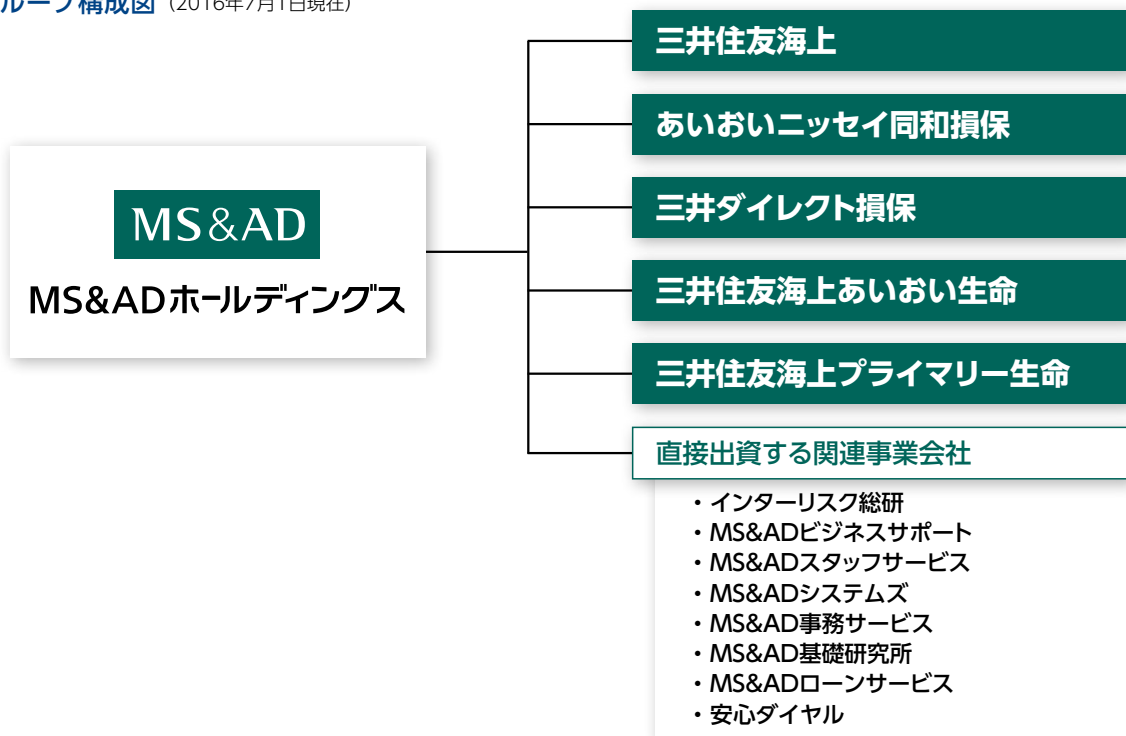 ループ構成図（2016年7月1日現在）
MS&AD
MS&ADホールディングス
三井住友海上
あいおいニッセイ同和損保
三井ダイレクト損保
三井住友海上あいおい生命
三井住友海上プライマリー生命
直接出資する関連事業会社
・インターリスク総研
・MS&ADビジネスサポート
・MS&ADスタッフサービス
・MS&ADシステムズ
・MS&AD事務サービス
・MS&AD基礎研究所
・MS&ADローンサービス
・安心ダイヤル